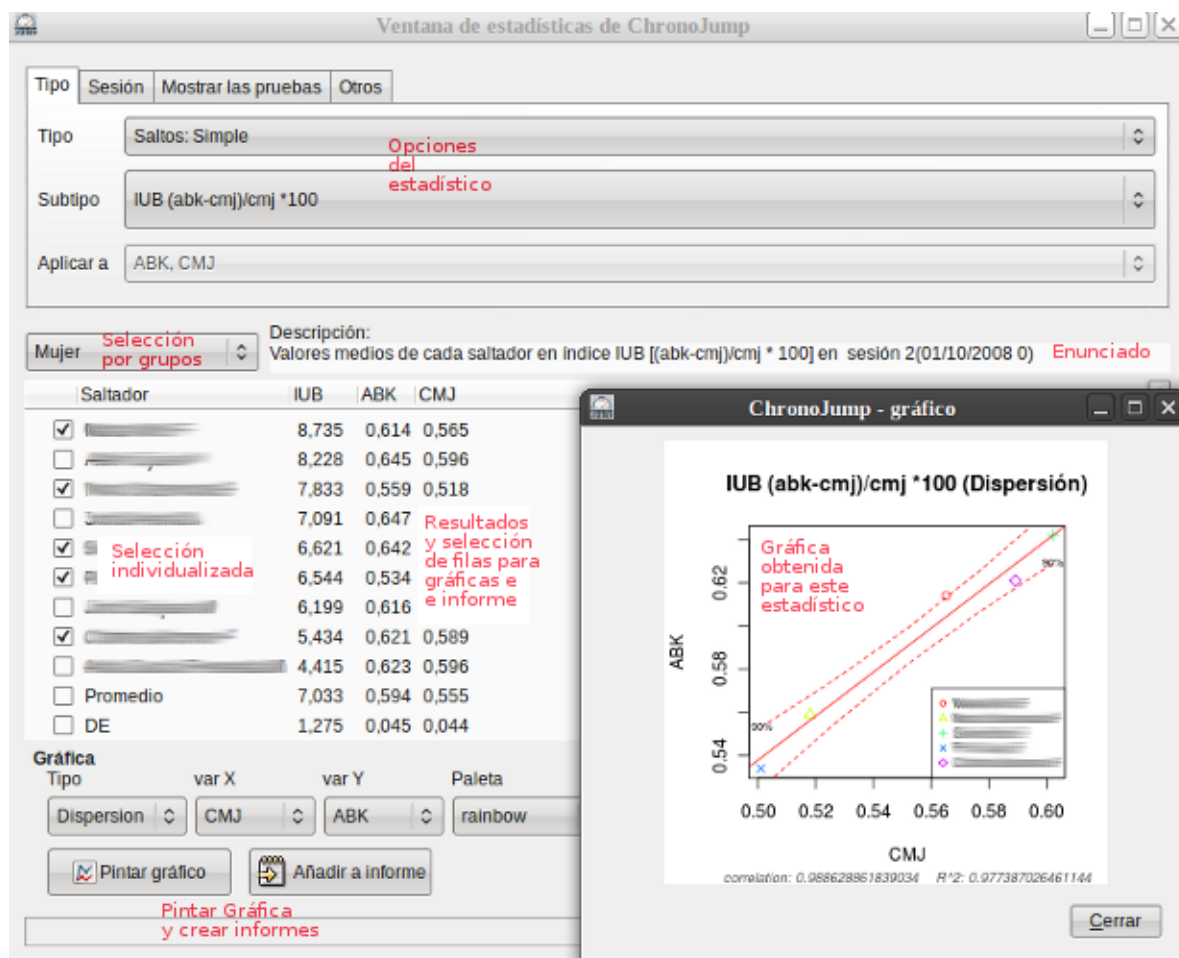 Ventana de estadísticas de ChronoJump
Tipo Sesión Mostrar las pruebas Otros
Tipo Saltos: Simple
Opciones
del
estadístico
Subtipo IUB (abk-cmj)/cmj *100
Aplicar a ABK, CMJ
Mujer
Selección
por grupos
Descripción:
Valores medios de cada saltador en índice IUB [(abk-cmj)/cmj * 100] en sesión 2(01/10/2008 0)
Enunciado
Saltador IUB ABK CMJ
8,735 0,614 0,565
8,228 0,645 0,596
7,833 0,559 0,518
7,091 0,647
6,621 0,642
6,544 0,534
6,199 0,616
5,434 0,621 0,589
4,415 0,623 0,596
Promedio 7,033 0,594 0,555
DE 1,275 0,045 0,044
Selección
individualizada
Resultados
y selección
de filas para
gráficas e
e informe
Gráfica
Tipo var X var Y Paleta
Dispersion CMJ ABK rainbow
Pintar gráfico Añadir a informe
Pintar Gráfica
y crear informes
ChronoJump - gráfico
IUB (abk-cmj)/cmj *100 (Dispersión)
Gráfica
obtenida
para este
estadístico
90%
90%
ABK
0.62
0.58
0.54
0.50 0.52 0.54 0.56 0.58 0.60
CMJ
correlation: 0.988628861839034 R^2: 0.977387026461144
Cerrar